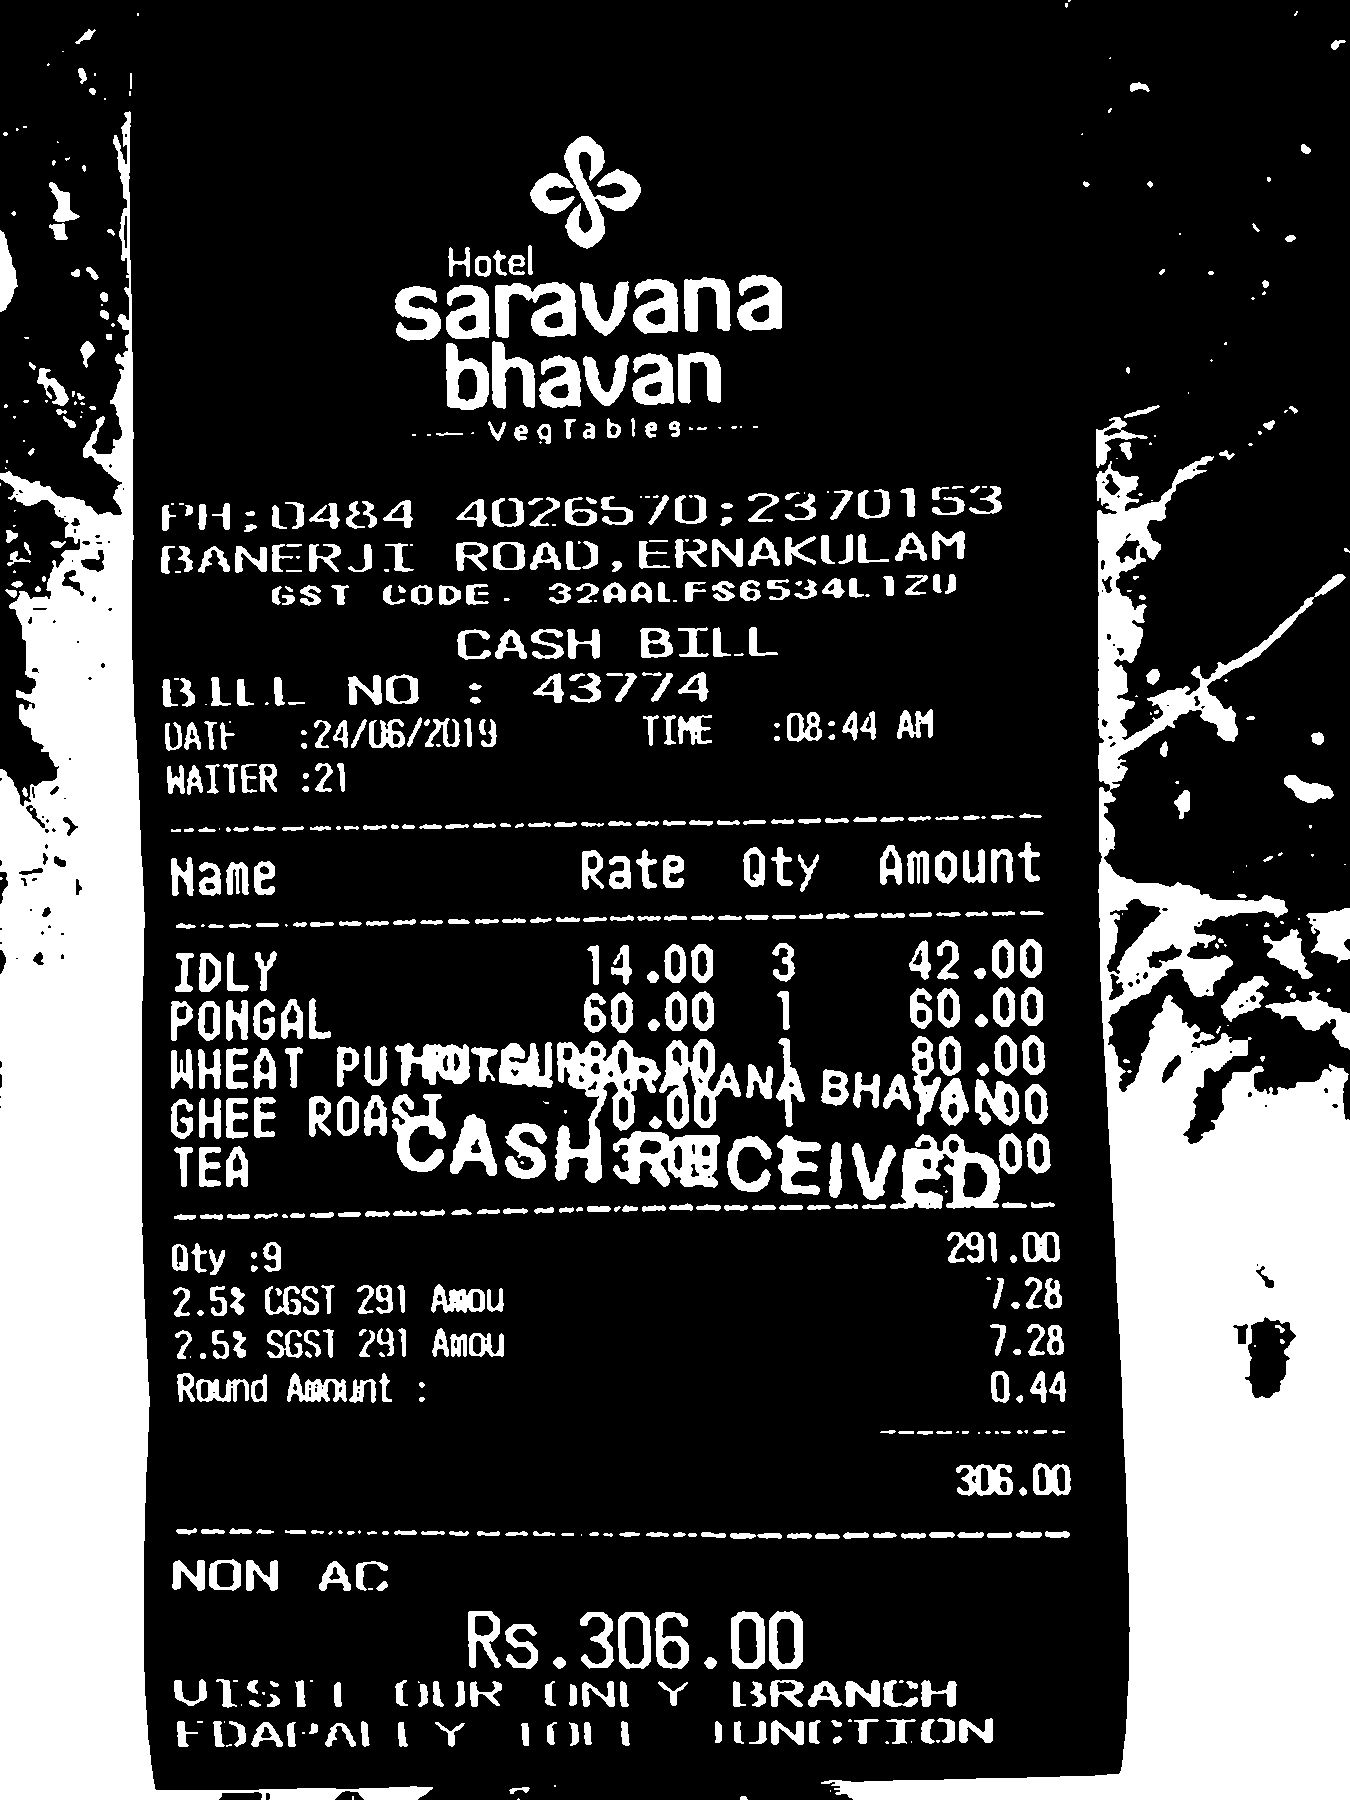 Hotel
saravana
bhavan
VegTables
PH:0484 4026570;2370153
BANERJI ROAD,ERNAKULAM
GST CODE. 32AALFS6534L1ZU
CASH BILL
BILL NO : 43774
DATE :24/06/2019 TIME :08:44 AM
WAITER :21
Name Rate Qty Amount
IDLY 14.00 3 42.00
PONGAL 60.00 1 60.00
WHEAT 80.00 1 80.00
HOTEL SARAVANA BHAVAN
GHEE ROAST 70.00 1 70.00
CASH RECEIVED
TEA
Qty :9 291.00
2.5% CGST 291 Amou 7.28
2.5% SGST 291 Amou 7.28
Round Amount : 0.44
306.00
NON AC
Rs.306.00
VISIT OUR ONLY BRANCH
EDAPALLY TOLL JUNCTION